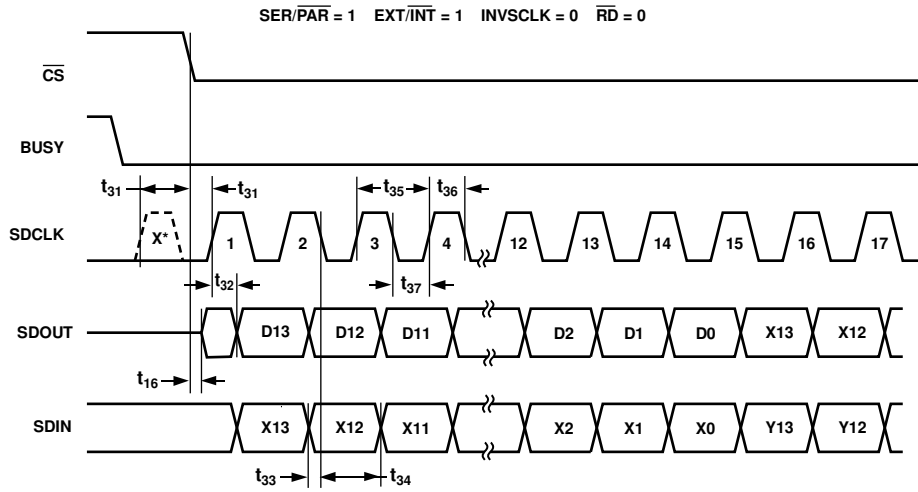 SER/PAR = 1 EXT/INT = 1 INVSCLK = 0 RD = 0
CS
BUSY
t31 t31 t35 t36
SDCLK X* 1 2 3 4 12 13 14 15 16 17
t32 t37
SDOUT D13 D12 D11 D2 D1 D0 X13 X12
t16
SDIN X13 X12 X11 X2 X1 X0 Y13 Y12
t33 t34